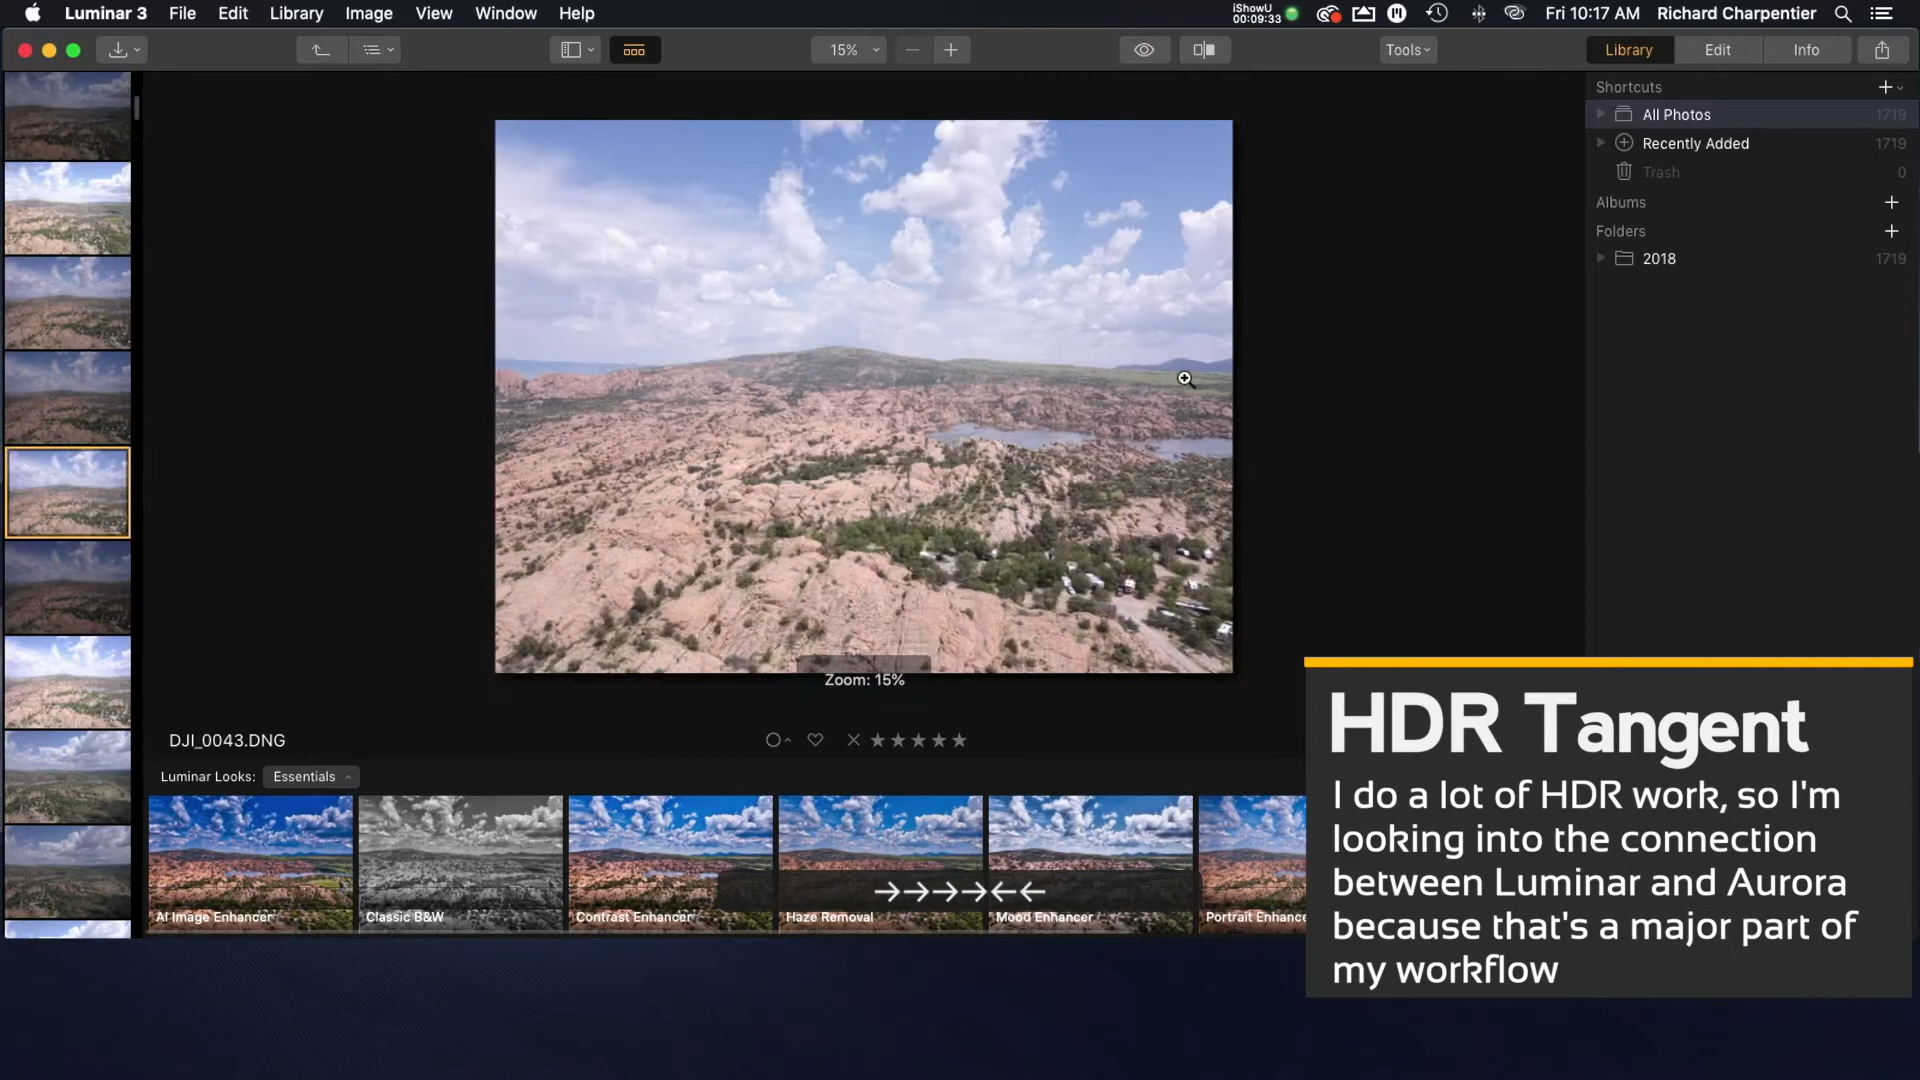 Luminar 3 File Edit Library Image View Window Help
iShowU
00:09:33
Fri 10:17 AM Richard Charpentier
15%
Tools
Library Edit Info
Shortcuts
All Photos 1719
Recently Added 1719
Trash 0
Albums
Folders
2018 1719
Zoom: 15%
DJI_0043.DNG
Luminar Looks: Essentials
AI Image Enhancer
Classic B&W
Contrast Enhancer
Haze Removal
Mood Enhancer
Portrait Enhance
→→→→←←
HDR Tangent
I do a lot of HDR work, so I'm
looking into the connection
between Luminar and Aurora
because that's a major part of
my workflow